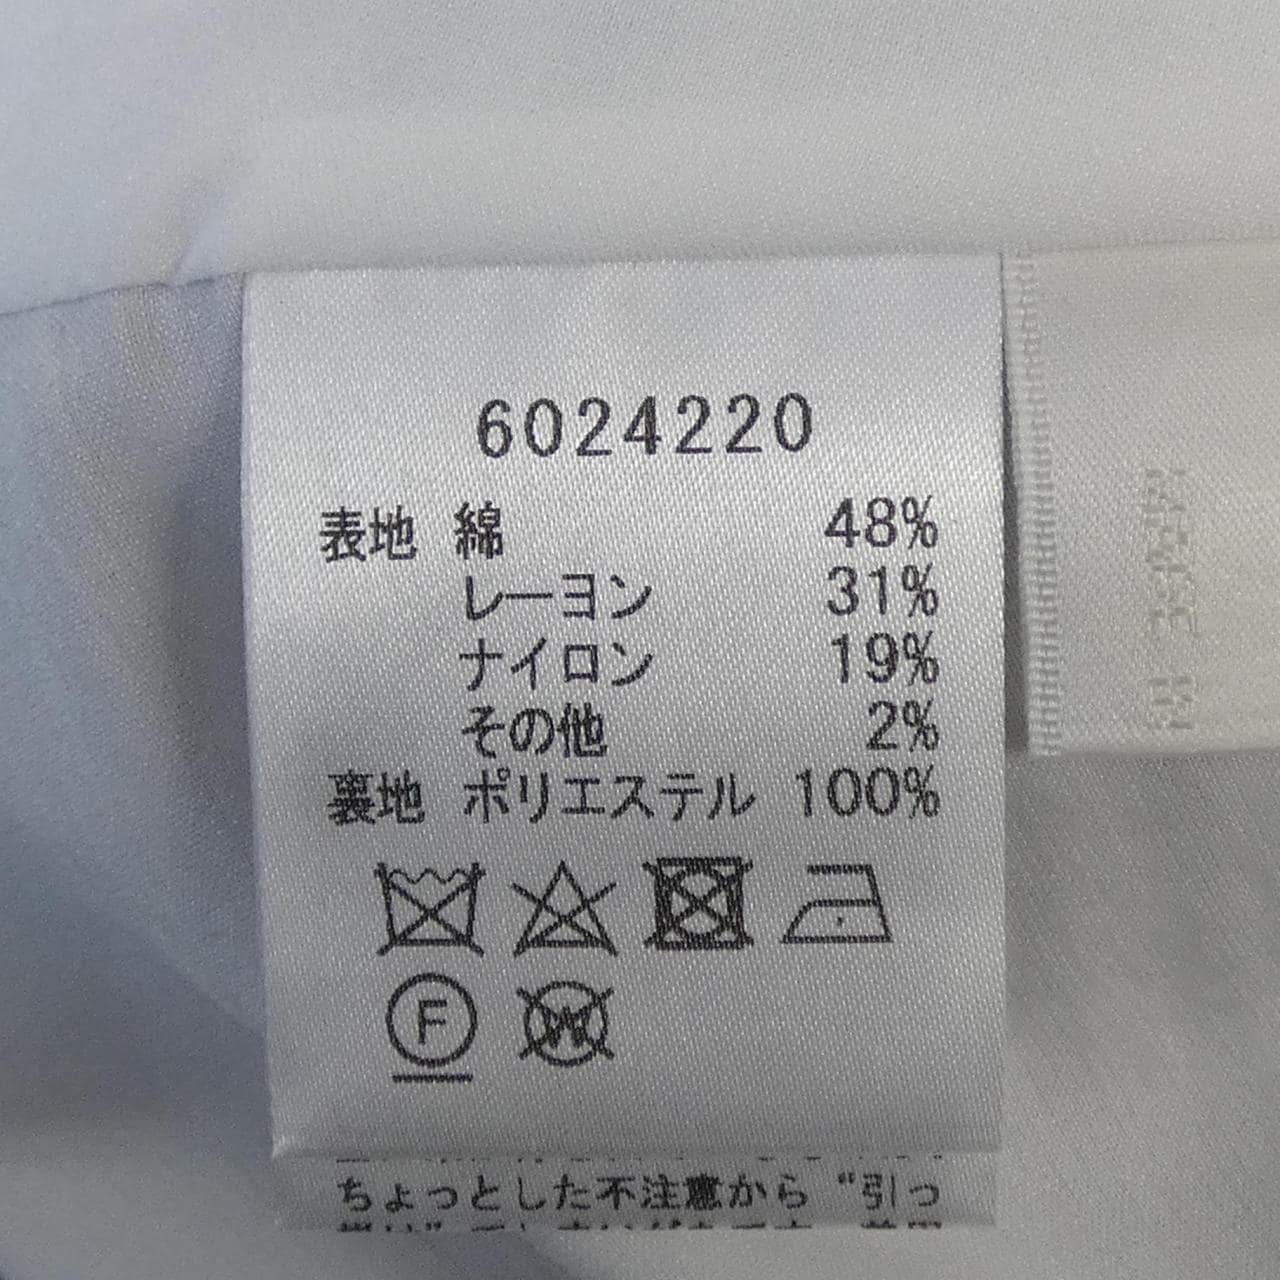 6024220
表地 綿 48%
レーヨン 31%
ナイロン 19%
その他 2%
裏地 ポリエステル 100%
F
W
ちょっとした不注意から “引っ